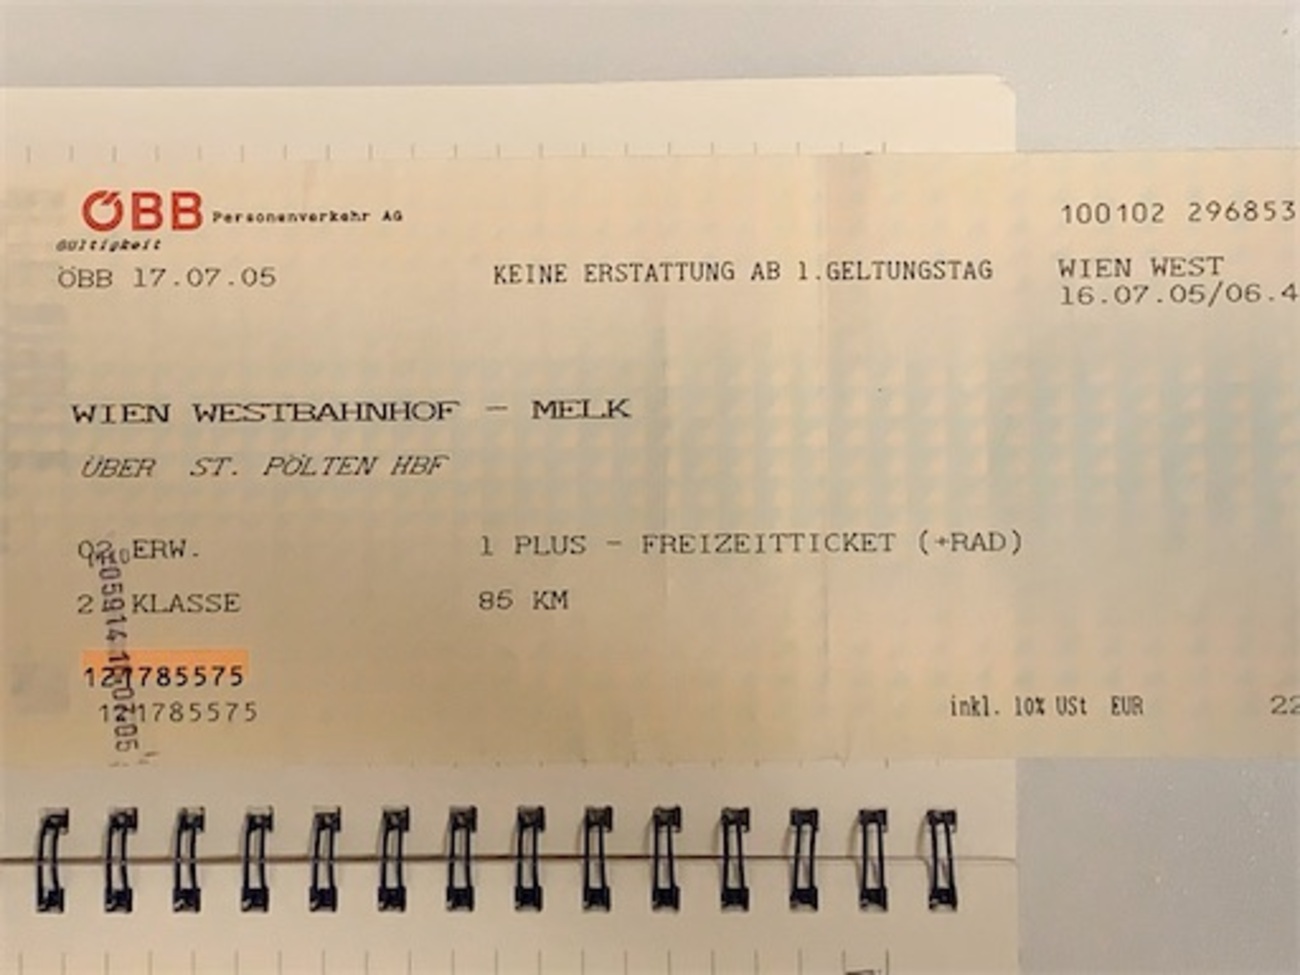 ÖBB Personenverkehr AG
100102 296853
Gültigkeit
ÖBB 17.07.05
KEINE ERSTATTUNG AB 1.GELTUNGSTAG
WIEN WEST
16.07.05/06.4
WIEN WESTBAHNHOF - MELK
ÜBER ST. PÖLTEN HBF
02 ERW.
1 PLUS - FREIZEITTICKET (+RAD)
2 KLASSE
85 KM
121785575
121785575
inkl. 10% USt EUR 22